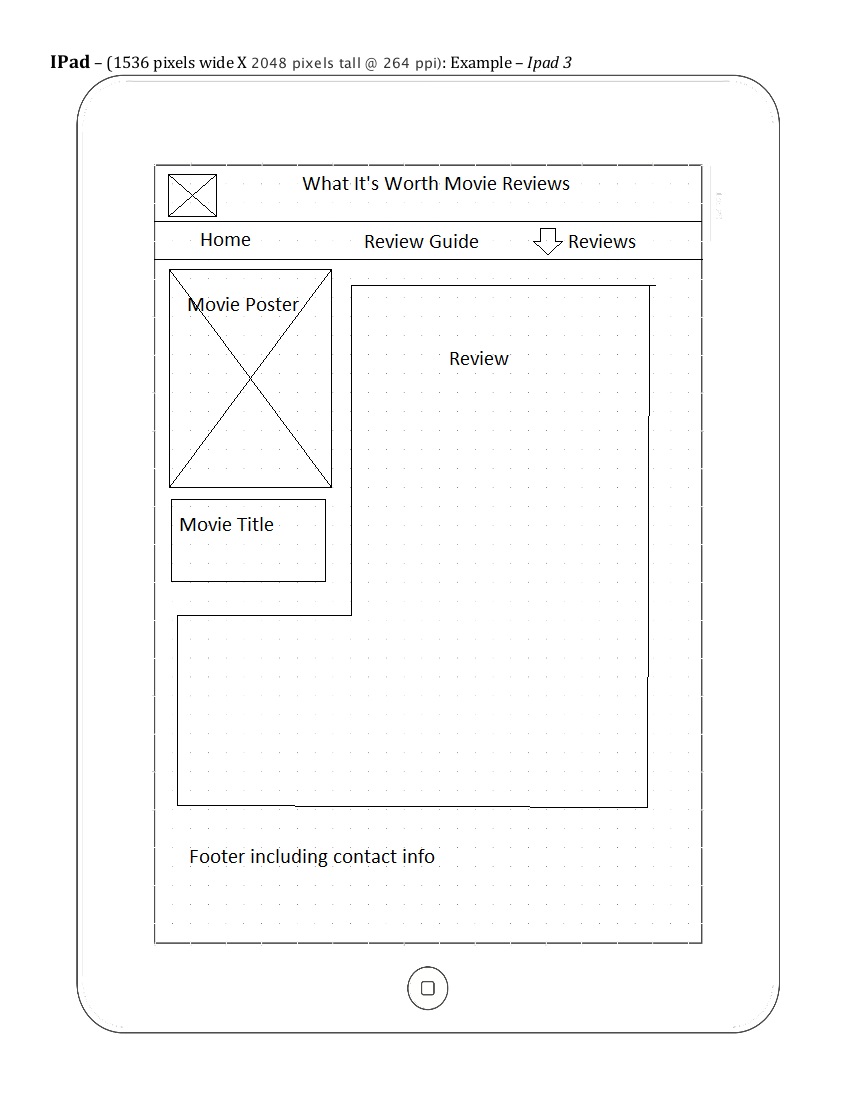 IPad – (1536 pixels wide X 2048 pixels tall @ 264 ppi): Example – Ipad 3
What It's Worth Movie Reviews
Home Review Guide Reviews
Movie Poster
Review
Movie Title
Footer including contact info